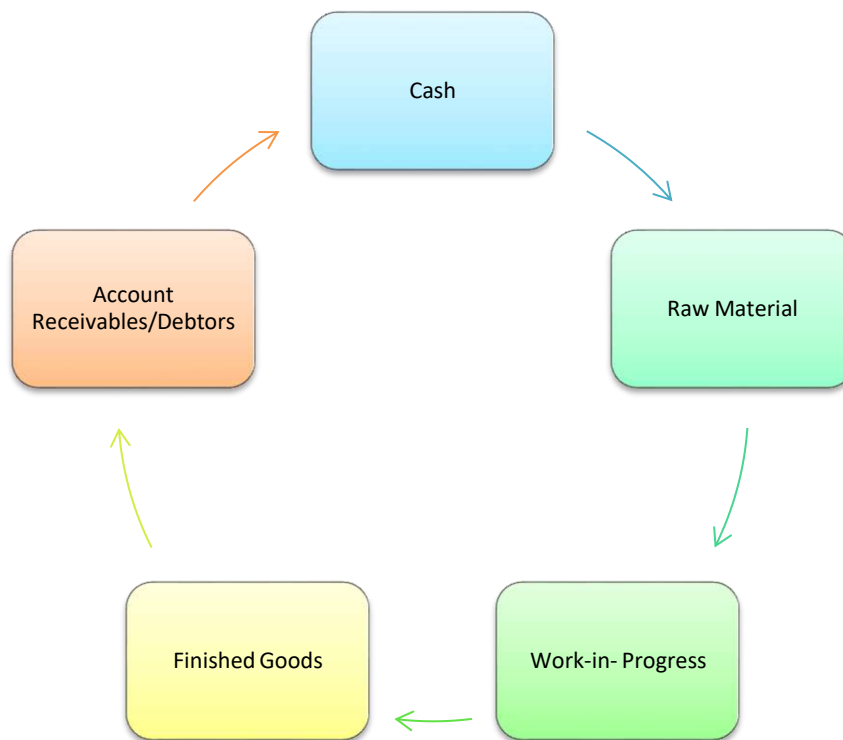 Cash
Raw Material
Work-in- Progress
Finished Goods
Account
Receivables/Debtors